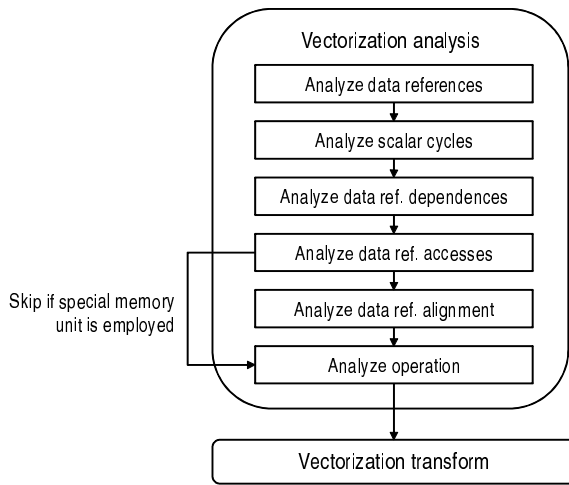 Vectorization analysis
Analyze data references
Analyze scalar cycles
Analyze data ref. dependences
Analyze data ref. accesses
Skip if special memory
unit is employed
Analyze data ref. alignment
Analyze operation
Vectorization transform